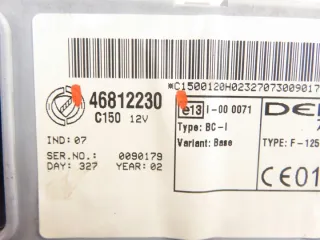 46812230
C150 12V
*C1500120H02327073009017
e13 I-00 0071
Type: BC-I
Variant: Base
TYPE: F-125
IND: 07
SER.NO.: 0090179
DAY: 327 YEAR: 02
CE01